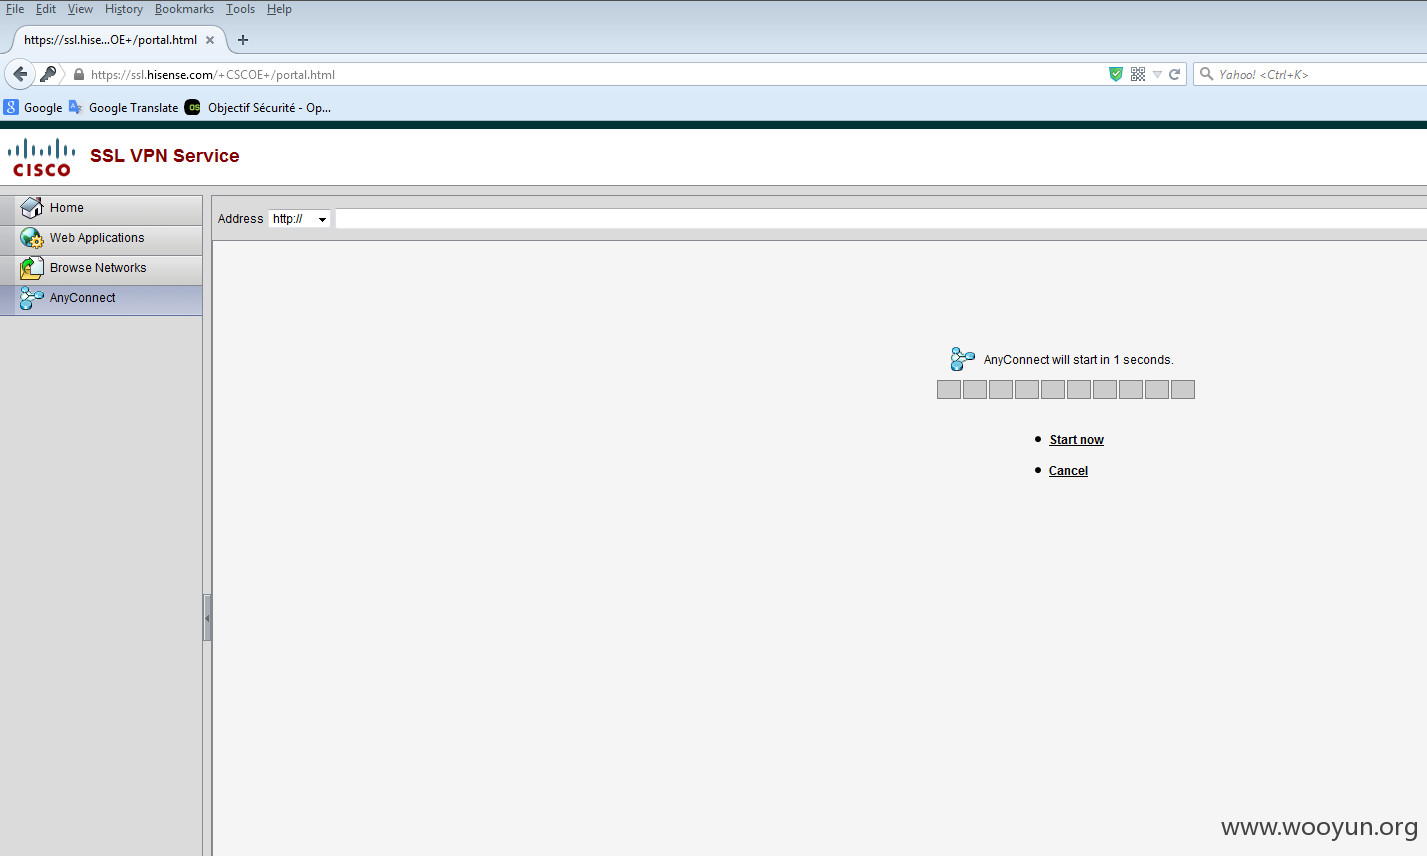 File Edit View History Bookmarks Tools Help
https://ssl.hise...OE+/portal.html
https://ssl.hisense.com/+CSCOE+/portal.html
Yahoo! <Ctrl+K>
Google Google Translate OS Objectif Sécurité - Op...
CISCO SSL VPN Service
Home
Address http://
Web Applications
Browse Networks
AnyConnect
AnyConnect will start in 1 seconds.
Start now
Cancel
www.wooyun.org